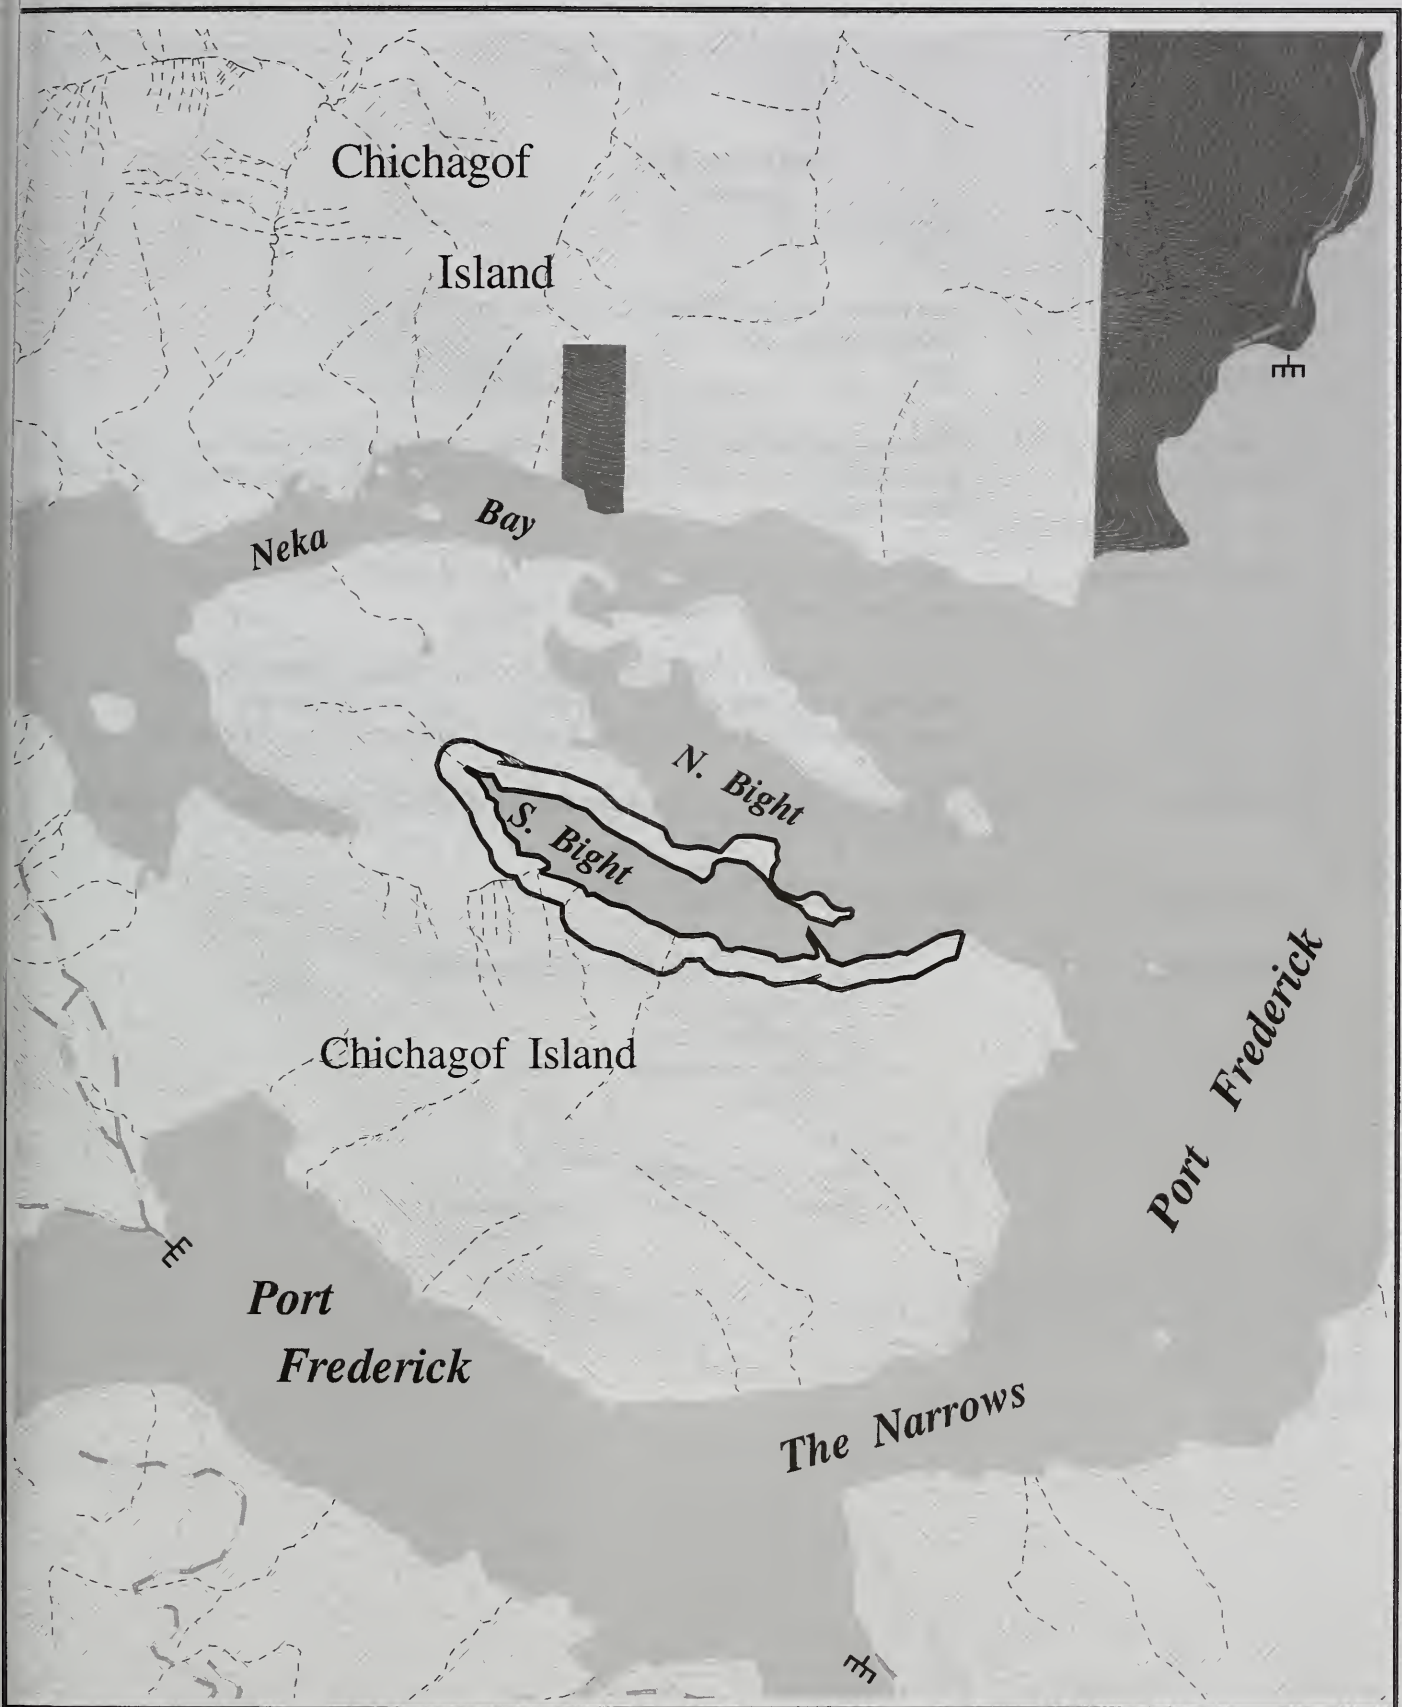 Chichagof
Island
Bay
Neka
N. Bight
S. Bight
Port Frederick
Chichagof Island
Port
Frederick
The Narrows